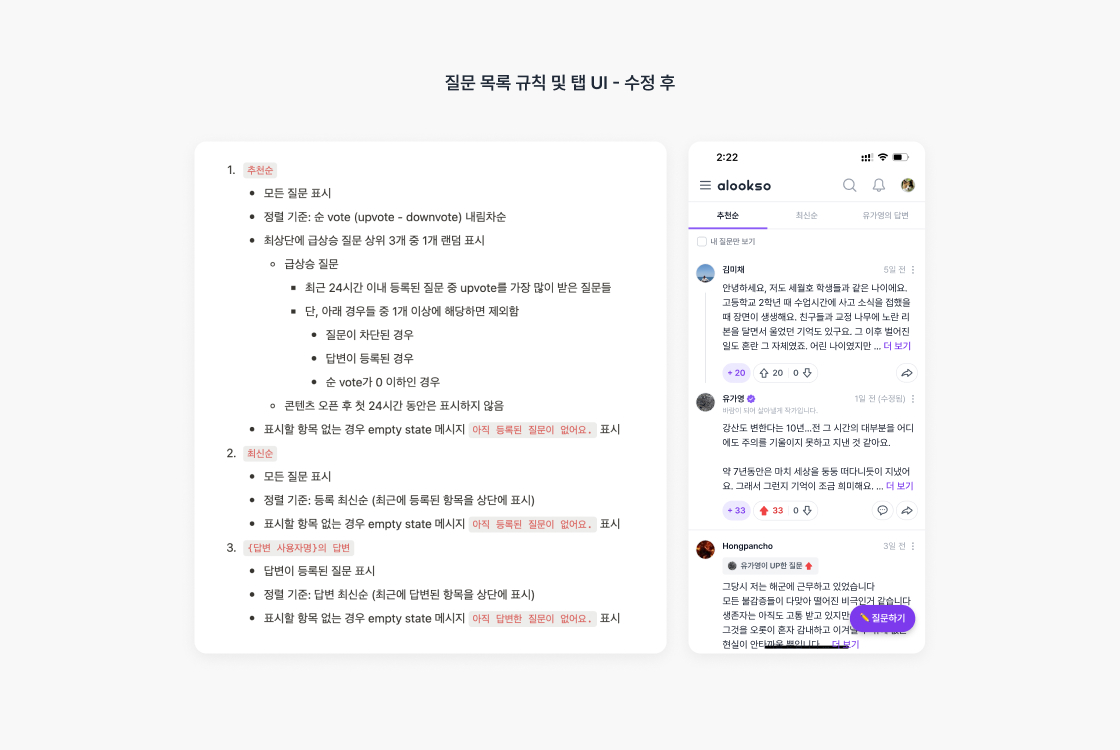 질문 목록 규칙 및 탭 UI - 수정 후
1. 추천순
• 모든 질문 표시
• 정렬 기준: 순 vote (upvote - downvote) 내림차순
• 최상단에 급상승 질문 상위 3개 중 1개 랜덤 표시
◦ 급상승 질문
▪ 최근 24시간 이내 등록된 질문 중 upvote를 가장 많이 받은 질문들
▪ 단, 아래 경우들 중 1개 이상에 해당하면 제외함
• 질문이 차단된 경우
• 답변이 등록된 경우
• 순 vote가 0 이하인 경우
◦ 콘텐츠 오픈 후 첫 24시간 동안은 표시하지 않음
• 표시할 항목 없는 경우 empty state 메시지 아직 등록된 질문이 없어요. 표시
2. 최신순
• 모든 질문 표시
• 정렬 기준: 등록 최신순 (최근에 등록된 항목을 상단에 표시)
• 표시할 항목 없는 경우 empty state 메시지 아직 등록된 질문이 없어요. 표시
3. {답변 사용자명}의 답변
• 답변이 등록된 질문 표시
• 정렬 기준: 답변 최신순 (최근에 답변된 항목을 상단에 표시)
• 표시할 항목 없는 경우 empty state 메시지 아직 답변한 질문이 없어요. 표시
2:22
alookso
추천순 최신순 유가영의 답변
내 질문만 보기
김미채 5일 전
안녕하세요, 저도 세월호 학생들과 같은 나이에요.
고등학교 2학년 때 수업시간에 사고 소식을 접했을
때 장면이 생생해요. 친구들과 교정 나무에 노란 리
본을 달면서 울었던 기억도 있구요. 그 이후 벌어진
일도 혼란 그 자체였죠. 어린 나이였지만 ... 더 보기
+ 20 20 0
유가영 1일 전 (수정됨)
바람이 되어 살아낼게 작가입니다.
강산도 변한다는 10년...전 그 시간의 대부분을 어디
에도 주의를 기울이지 못하고 지낸 것 같아요.
약 7년동안은 마치 세상을 둥둥 떠다니듯이 지냈어
요. 그래서 그런지 기억이 조금 희미해요. ... 더 보기
+ 33 33 0
Hongpancho 3일 전
유가영이 UP한 질문
그당시 저는 해군에 근무하고 있었습니다
모든 불감증들이 다맞아 떨어진 비극인거 같습니다
생존자는 아직도 고통 받고 있지만
그것을 오롯이 혼자 감내하고
현실이 안타까울 뿐입니다 ... 더 보기
질문하기